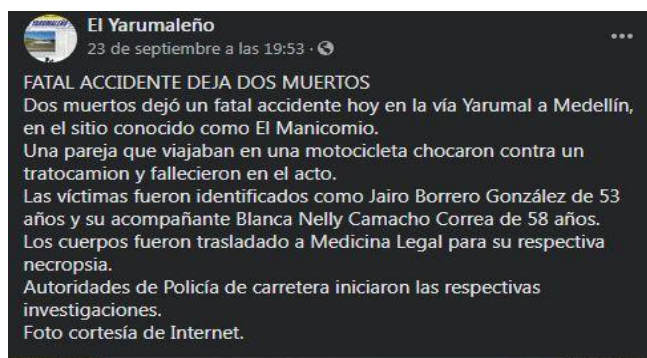 El Yarumaleño
23 de septiembre a las 19:53 ·
FATAL ACCIDENTE DEJA DOS MUERTOS
Dos muertos dejó un fatal accidente hoy en la vía Yarumal a Medellín,
en el sitio conocido como El Manicomio.
Una pareja que viajaban en una motocicleta chocaron contra un
tratocamion y fallecieron en el acto.
Las víctimas fueron identificados como Jairo Borrero González de 53
años y su acompañante Blanca Nelly Camacho Correa de 58 años.
Los cuerpos fueron trasladado a Medicina Legal para su respectiva
necropsia.
Autoridades de Policía de carretera iniciaron las respectivas
investigaciones.
Foto cortesía de Internet.